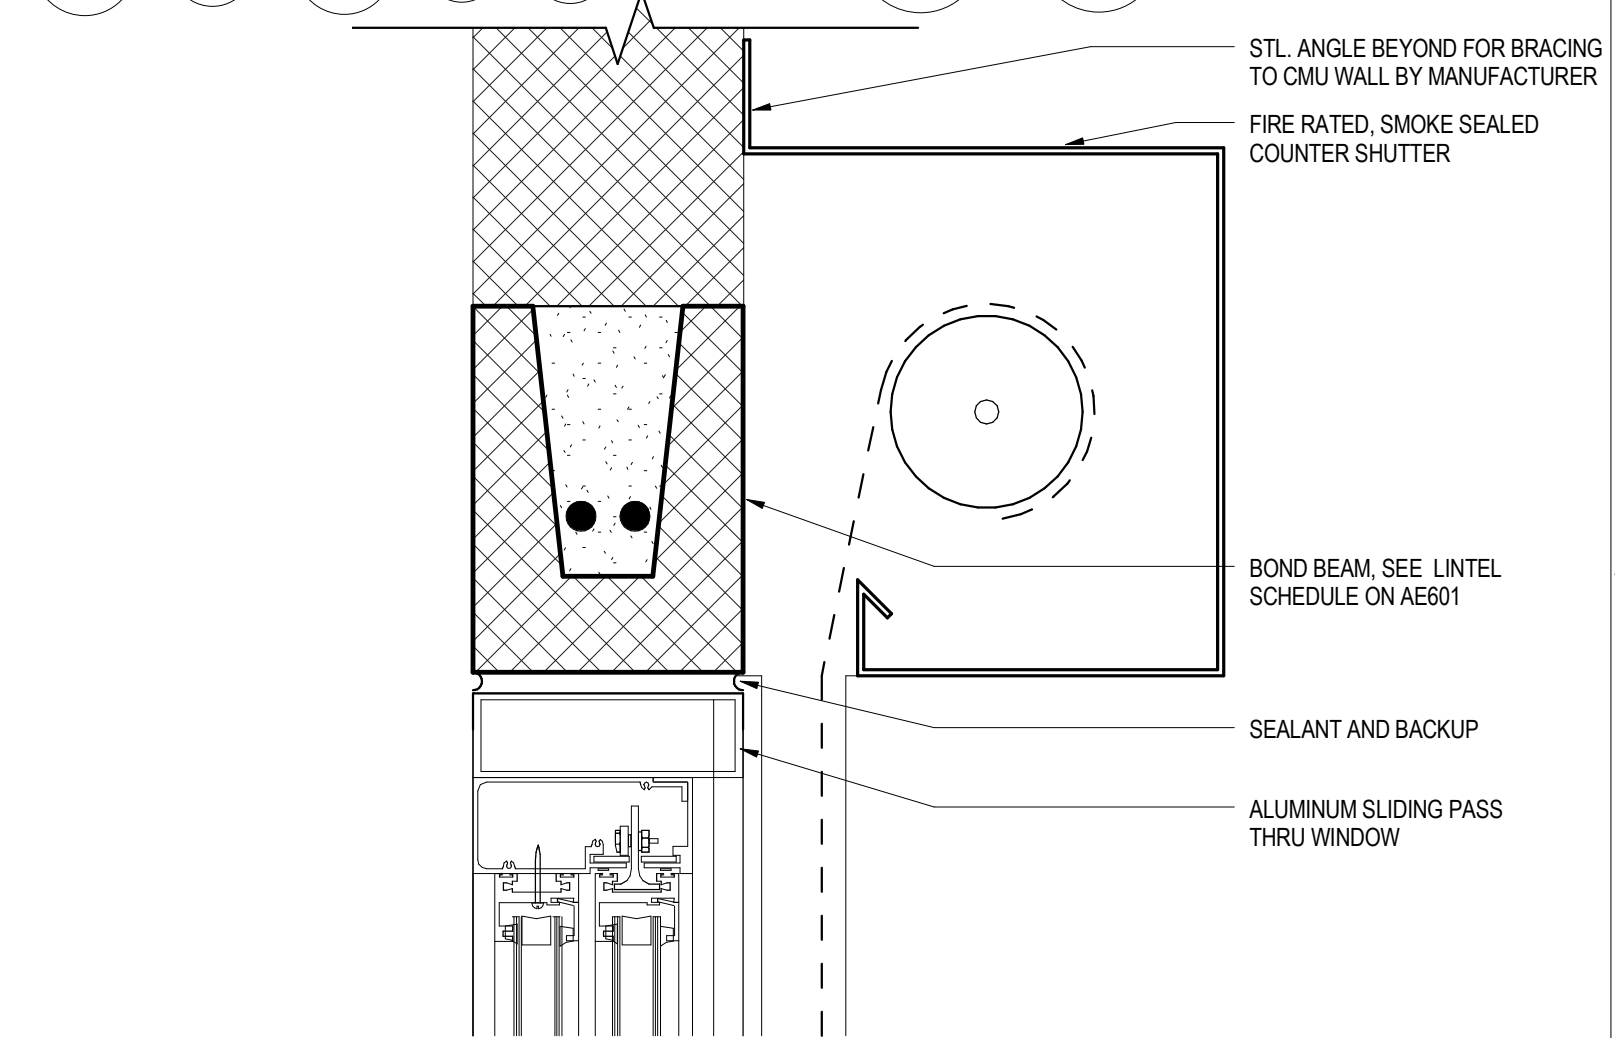 STL. ANGLE BEYOND FOR BRACING
TO CMU WALL BY MANUFACTURER
FIRE RATED, SMOKE SEALED
COUNTER SHUTTER
BOND BEAM, SEE LINTEL
SCHEDULE ON AE601
SEALANT AND BACKUP
ALUMINUM SLIDING PASS
THRU WINDOW